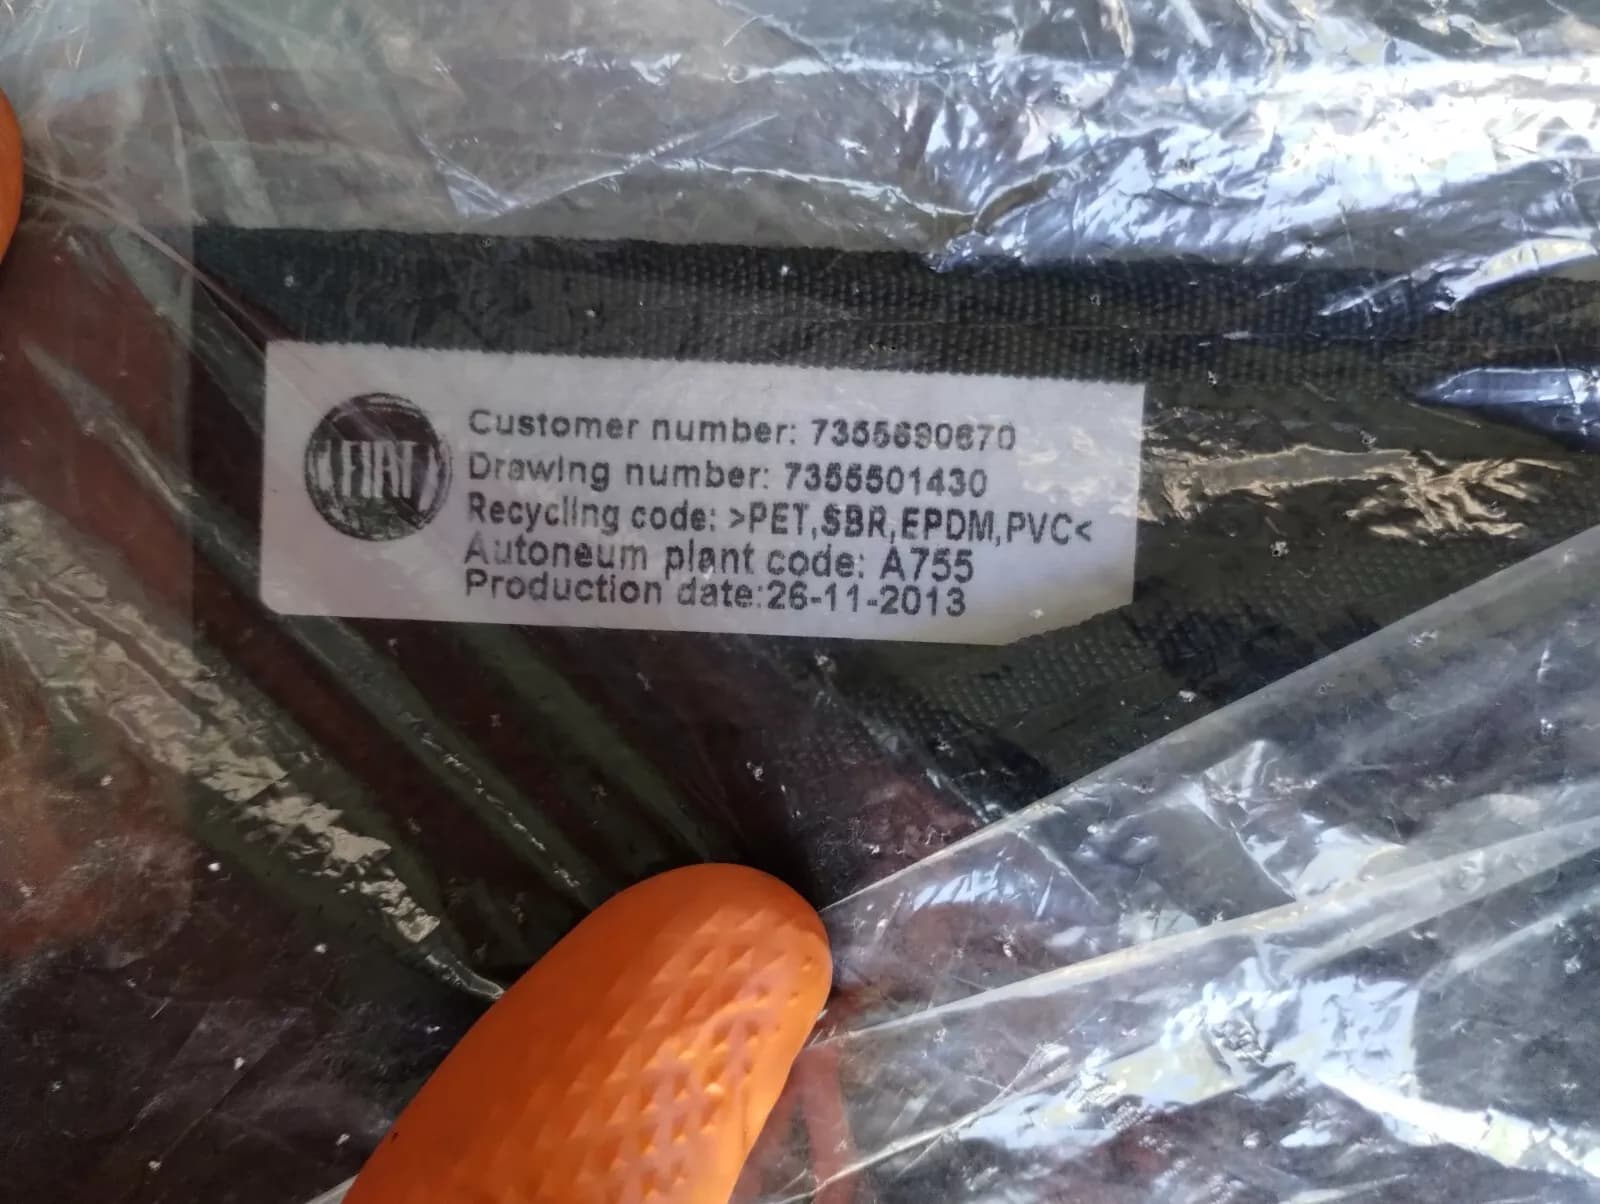 FIAT
Customer number: 7355690670
Drawing number: 7355501430
Recycling code: >PET,SBR,EPDM,PVC<
Autoneum plant code: A755
Production date:26-11-2013